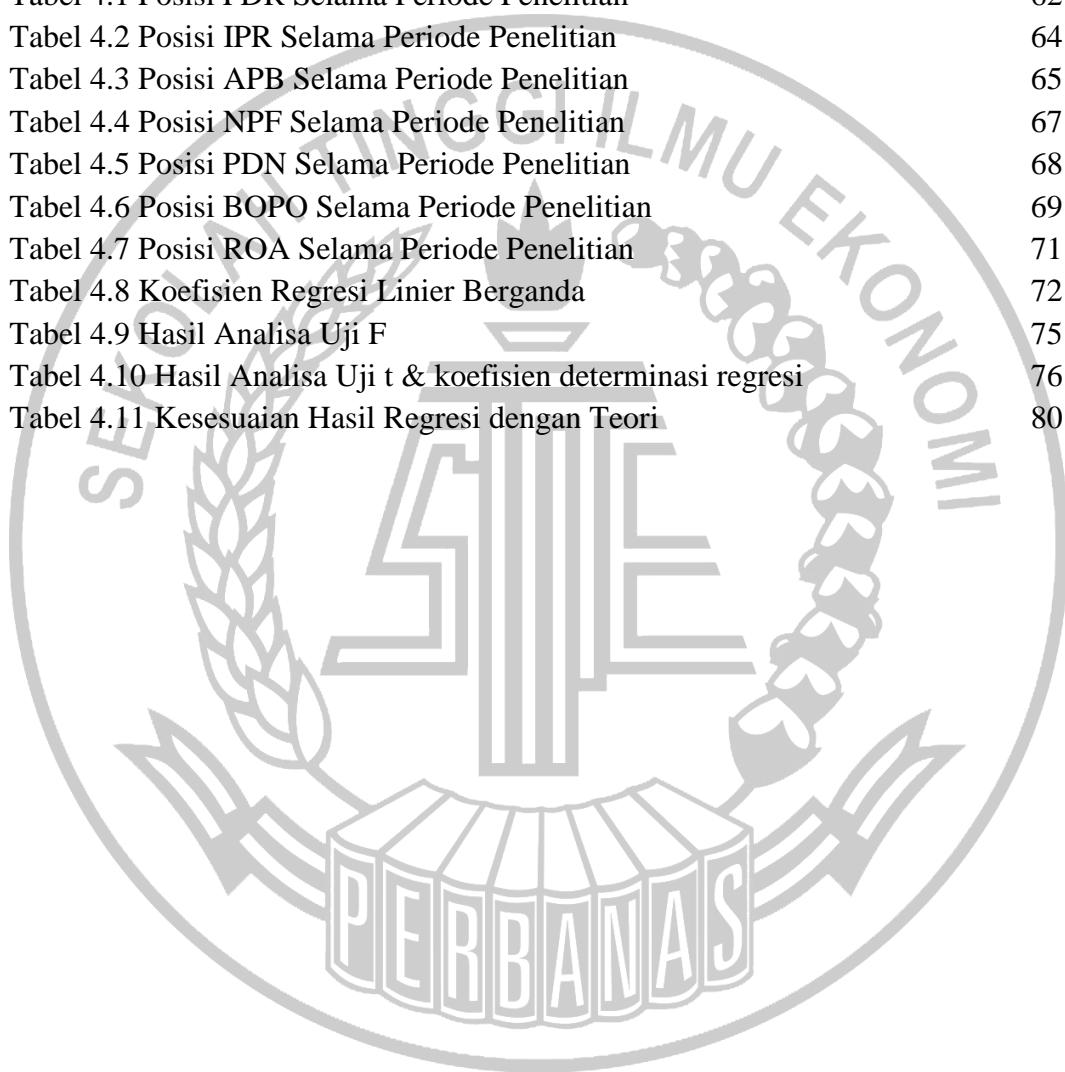 Tabel 4.2 Posisi IPR Selama Periode Penelitian 64
Tabel 4.3 Posisi APB Selama Periode Penelitian 65
Tabel 4.4 Posisi NPF Selama Periode Penelitian 67
Tabel 4.5 Posisi PDN Selama Periode Penelitian 68
Tabel 4.6 Posisi BOPO Selama Periode Penelitian 69
Tabel 4.7 Posisi ROA Selama Periode Penelitian 71
Tabel 4.8 Koefisien Regresi Linier Berganda 72
Tabel 4.9 Hasil Analisa Uji F 75
Tabel 4.10 Hasil Analisa Uji t & koefisien determinasi regresi 76
Tabel 4.11 Kesesuaian Hasil Regresi dengan Teori 80
SEKOLAH TINGGI ILMU EKONOMI
STIE
PERBANAS